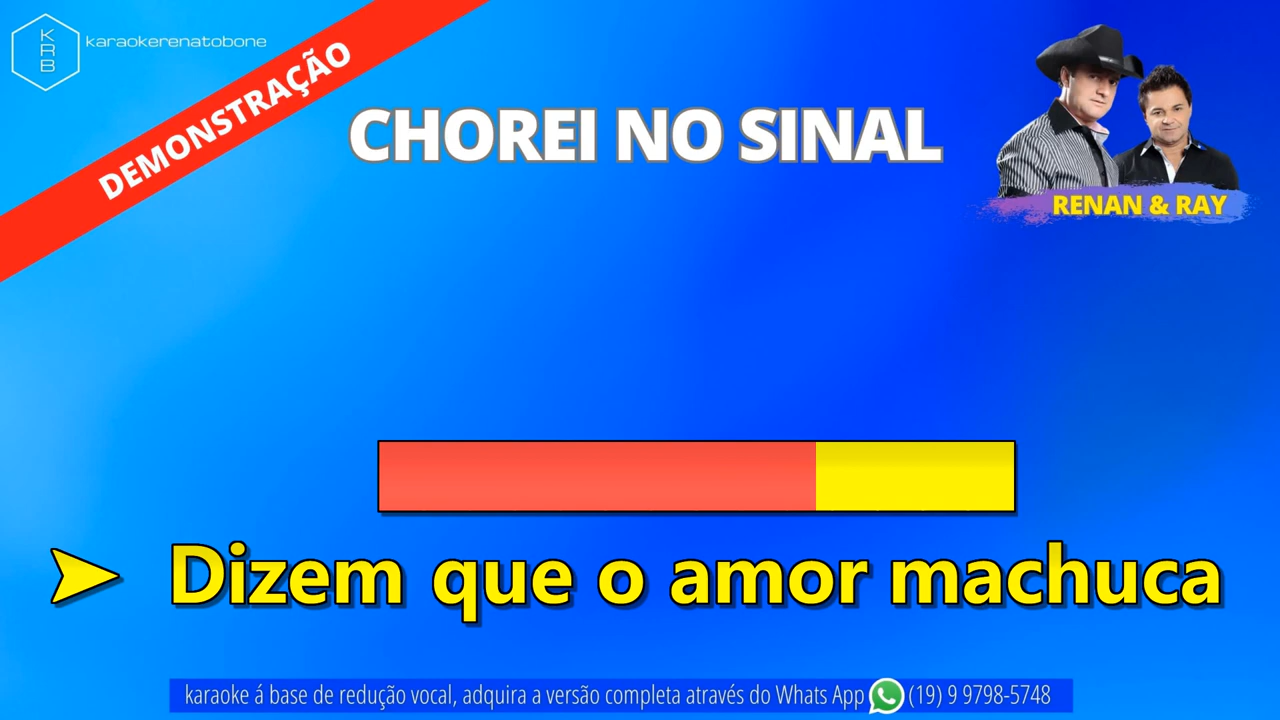 K
R
B
karaokerenatobone
DEMONSTRAÇÃO
CHOREI NO SINAL
RENAN & RAY
➤ Dizem que o amor machuca
karaoke á base de redução vocal, adquira a versão completa através do Whats App (19) 9 9798-5748